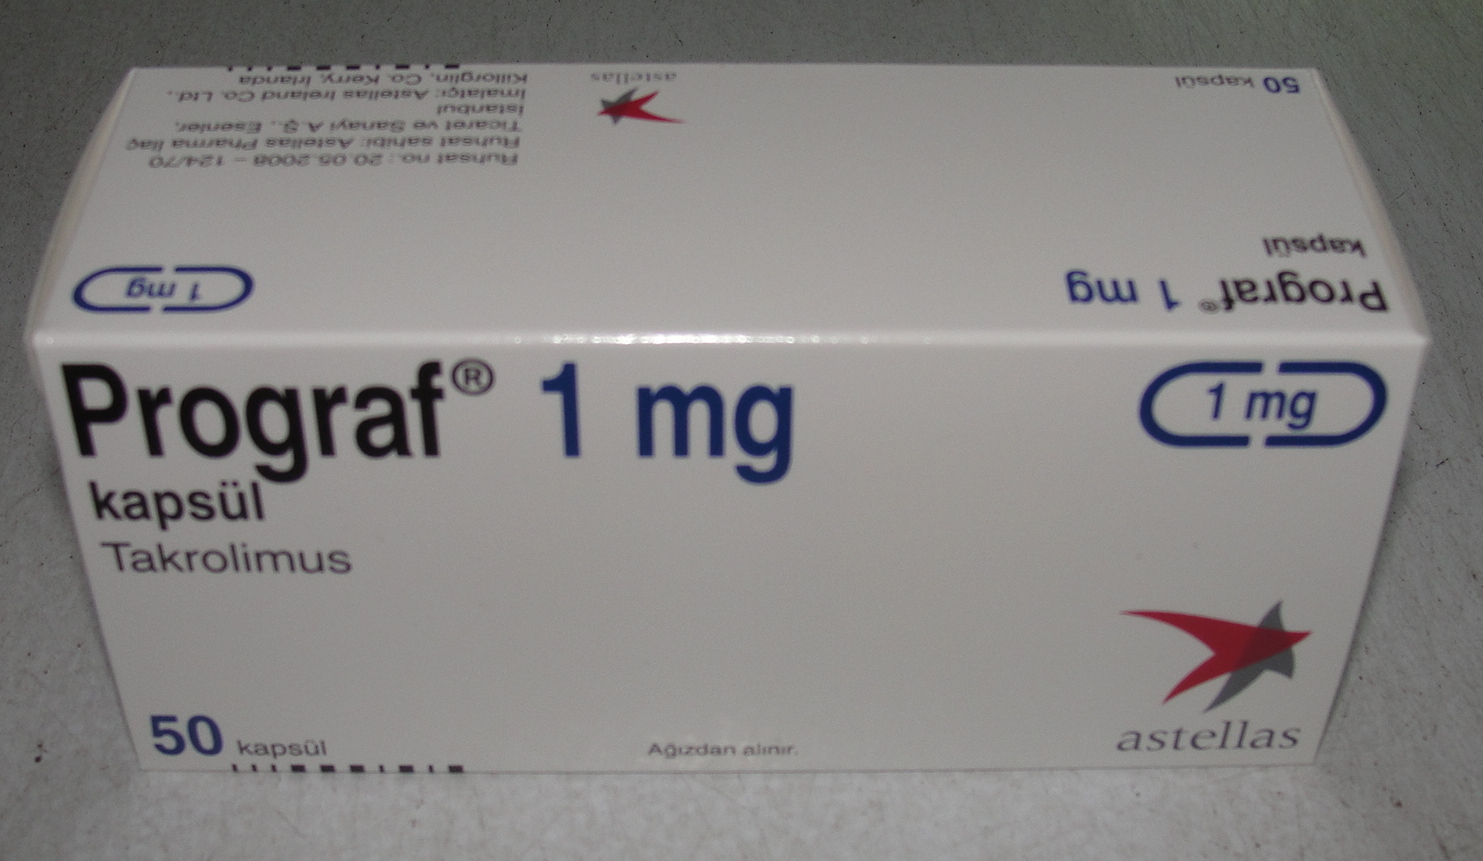 Prograf® 1 mg
kapsül
Takrolimus
50 kapsül
Ağızdan alınır.
1 mg
astellas
Prograf® 1 mg
kapsül
50 kapsül
astellas
1 mg
Ruhsat no.: 20.05.2008 – 124/70
Ruhsat sahibi: Astellas Pharma İlaç
Ticaret ve Sanayi A.Ş., Esenler,
İstanbul
İmalatçı: Astellas Ireland Co. Ltd.,
Killorglin, Co. Kerry, İrlanda